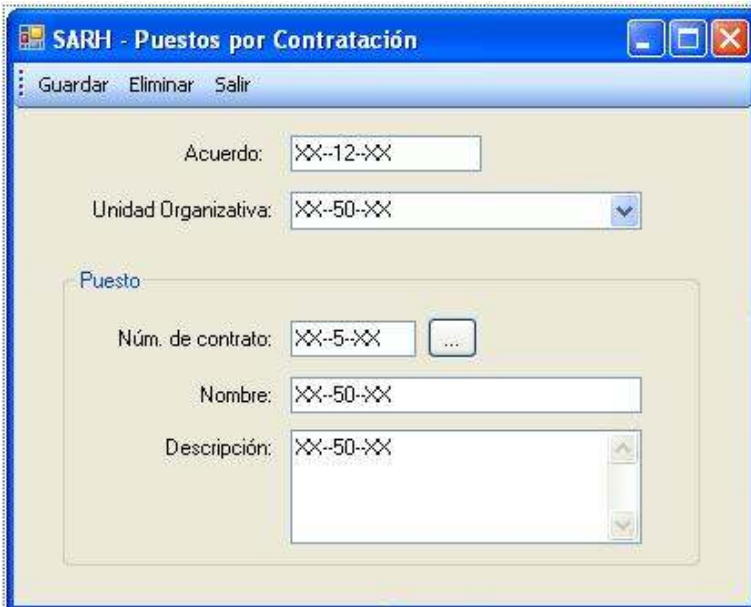 SARH - Puestos por Contratación
Guardar Eliminar Salir
Acuerdo: XX--12--XX
Unidad Organizativa: XX--50--XX
Puesto
Núm. de contrato: XX--5--XX ...
Nombre: XX--50--XX
Descripción: XX--50--XX